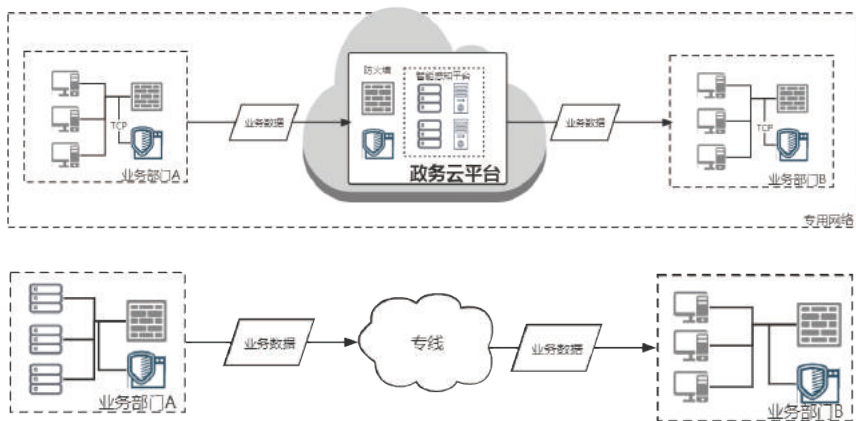 防火墙
智能感知平台
TCP
业务数据
业务数据
TCP
业务部门A
政务云平台
业务部门B
专用网络
业务数据
专线
业务数据
业务部门A
业务部门B